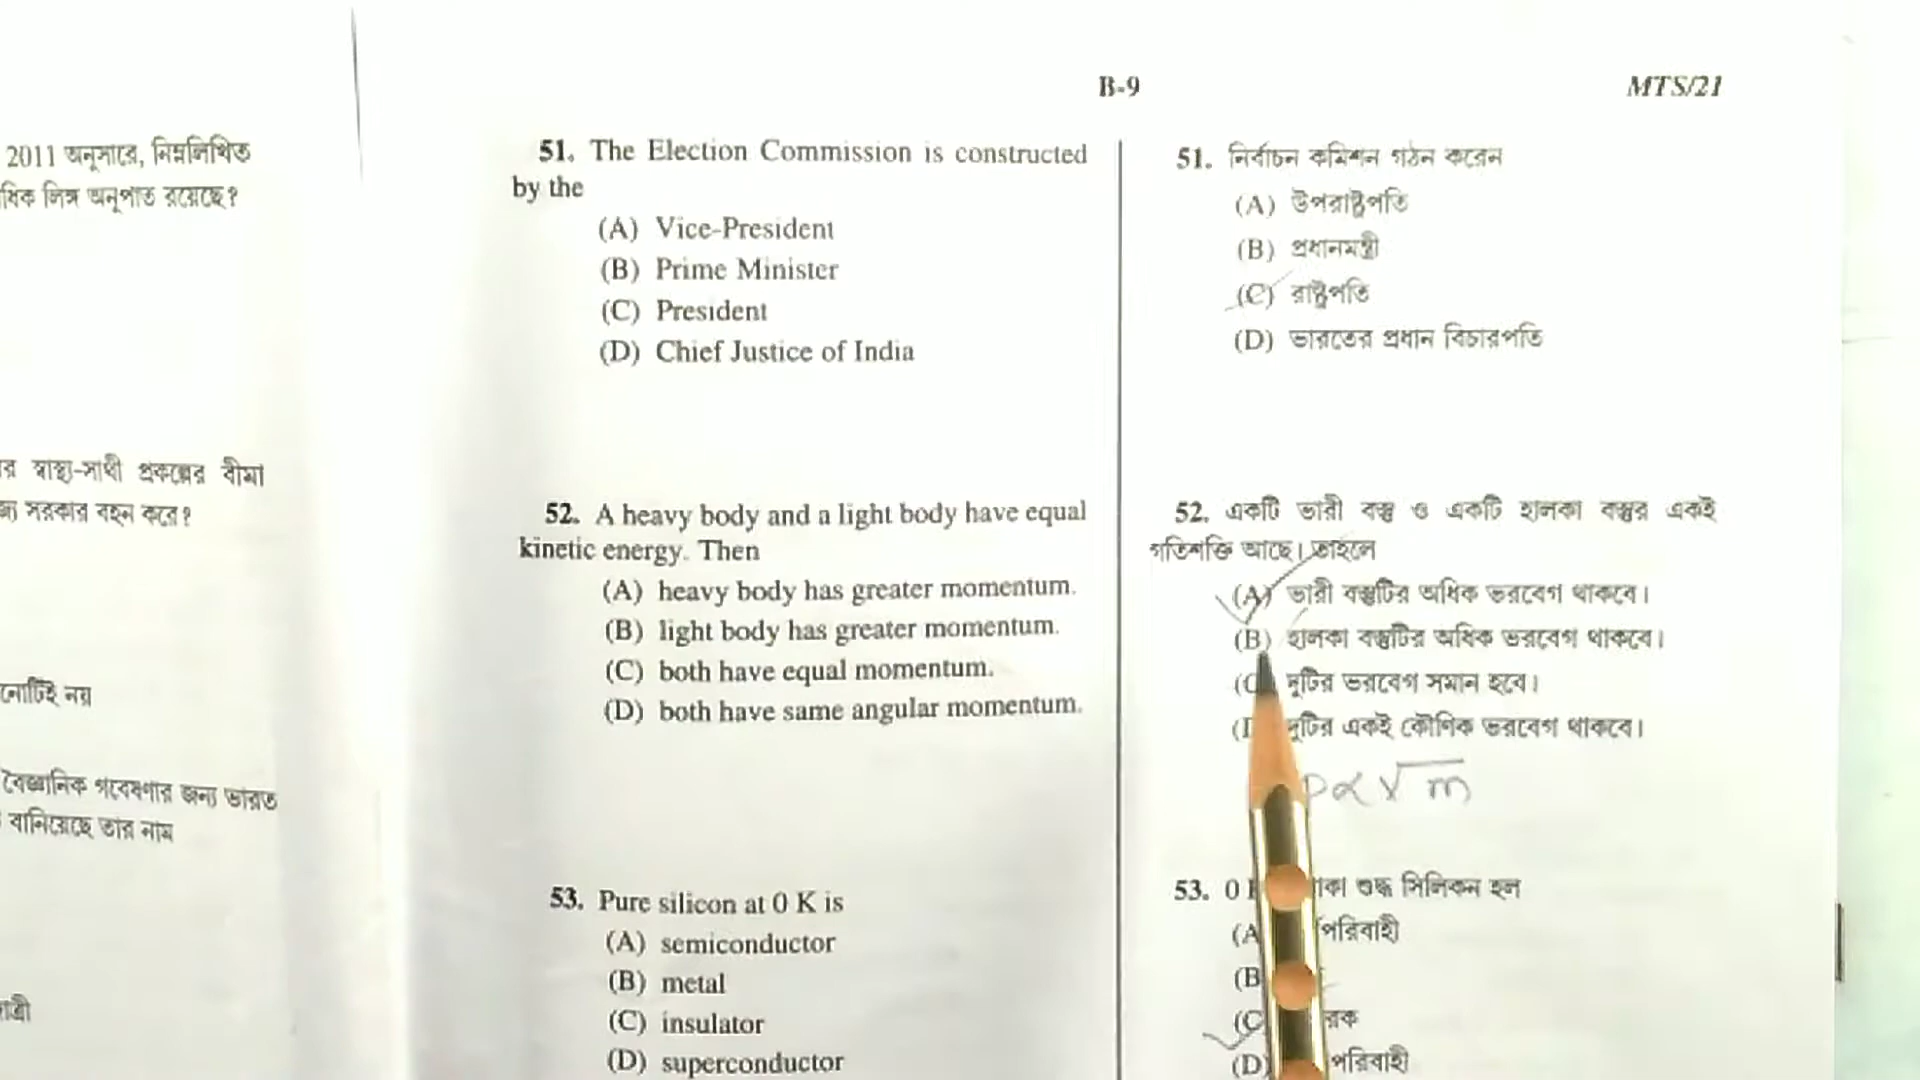 B-9
MTS/21
2011 অনুসারে, নিম্নলিখিত
ধিক লিঙ্গ অনুপাত রয়েছে?
র স্বাস্থ্য-সাথী প্রকল্পের বীমা
জ্য সরকার বহন করে?
নোটিই নয়
বৈজ্ঞানিক গবেষণার জন্য ভারত
বানিয়েছে তার নাম
51. The Election Commission is constructed
by the
(A) Vice-President
(B) Prime Minister
(C) President
(D) Chief Justice of India
52. A heavy body and a light body have equal
kinetic energy. Then
(A) heavy body has greater momentum.
(B) light body has greater momentum.
(C) both have equal momentum.
(D) both have same angular momentum.
53. Pure silicon at 0 K is
(A) semiconductor
(B) metal
(C) insulator
(D) superconductor
51. নির্বাচন কমিশন গঠন করেন
(A) উপরাষ্ট্রপতি
(B) প্রধানমন্ত্রী
(C) রাষ্ট্রপতি
(D) ভারতের প্রধান বিচারপতি
52. একটি ভারী বস্তু ও একটি হালকা বস্তুর একই
গতিশক্তি আছে। তাহলে
(A) ভারী বস্তুটির অধিক ভরবেগ থাকবে।
(B) হালকা বস্তুটির অধিক ভরবেগ থাকবে।
(C) দুটির ভরবেগ সমান হবে।
দুটির একই কৌণিক ভরবেগ থাকবে।
p∝√m
53. 0 শুদ্ধ সিলিকন হল
(A পরিবাহী
(B
(C রক
(D) পরিবাহী